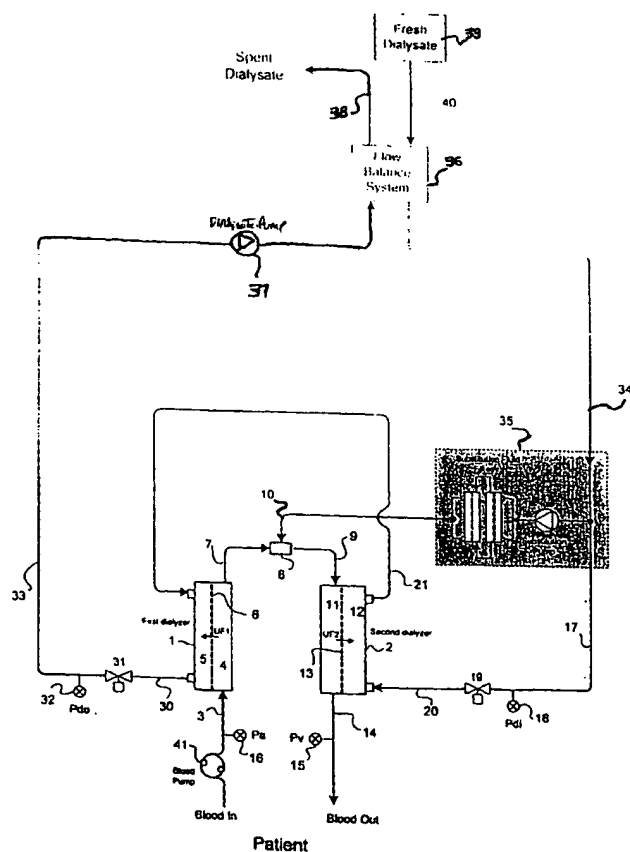 Fresh
Dialysate
39
Spent
Dialysate
38
40
Flow
Balance
System
36
Dialysate Pump
37
34
35
10
7
9
8
21
33
6
11
12
First dialyzer
1
UF1
UF2
Second dialyzer
2
17
5
4
13
31
19
32
Pdo
30
20
18
Pdi
3
14
41
Pa
16
Pv
15
Blood
Pump
Blood In
Blood Out
Patient